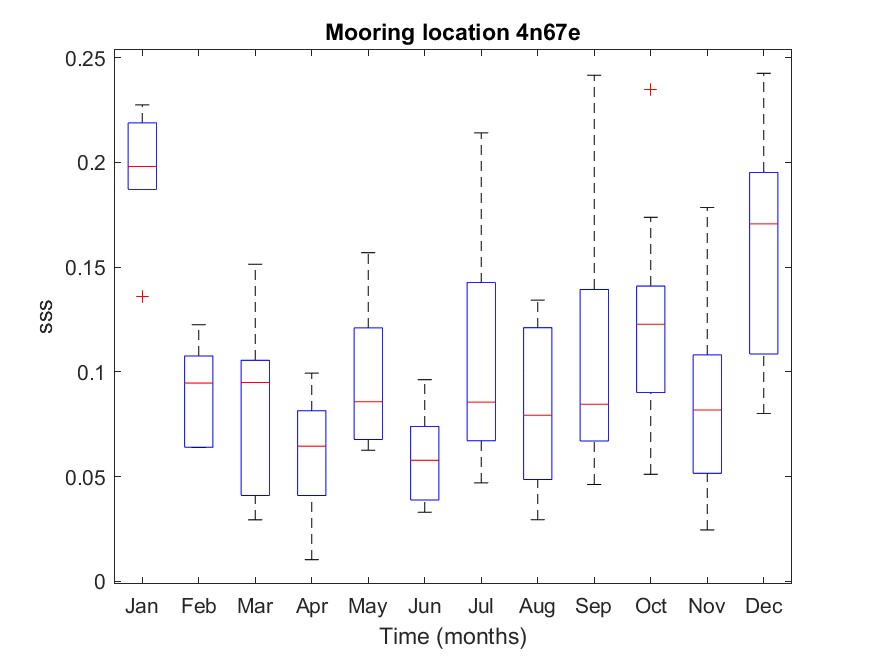 Mooring location 4n67e
0.25
0.2
0.15
0.1
0.05
0
sss
Jan Feb Mar Apr May Jun Jul Aug Sep Oct Nov Dec
Time (months)